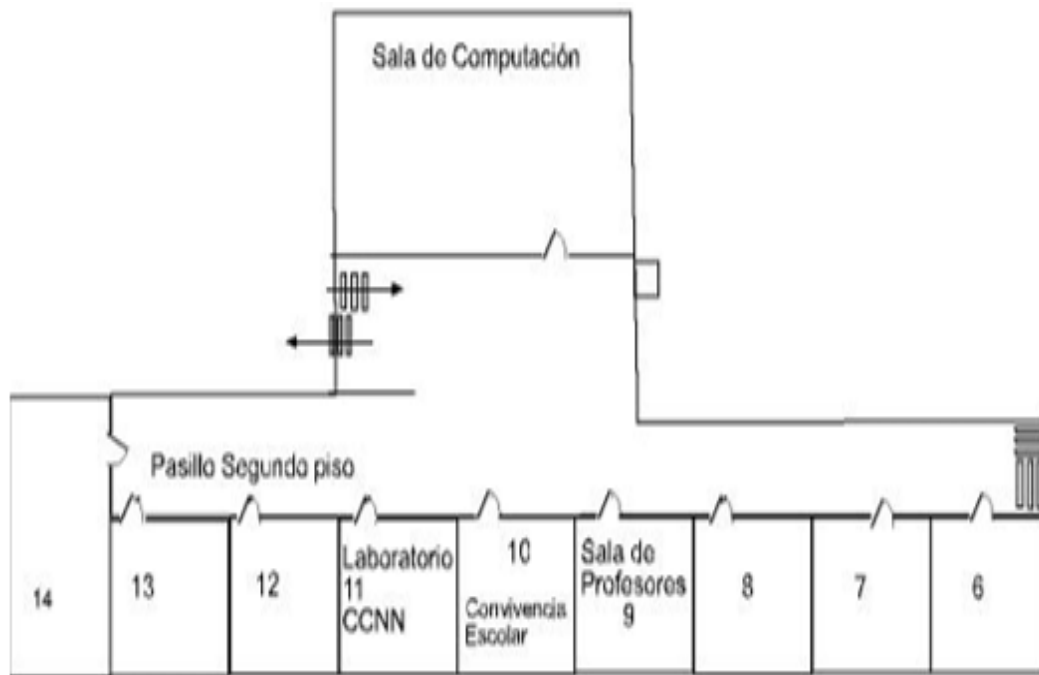 Sala de Computación
Pasillo Segundo piso
14
13
12
Laboratorio
11
CCNN
10
Convivencia
Escolar
Sala de
Profesores
9
8
7
6